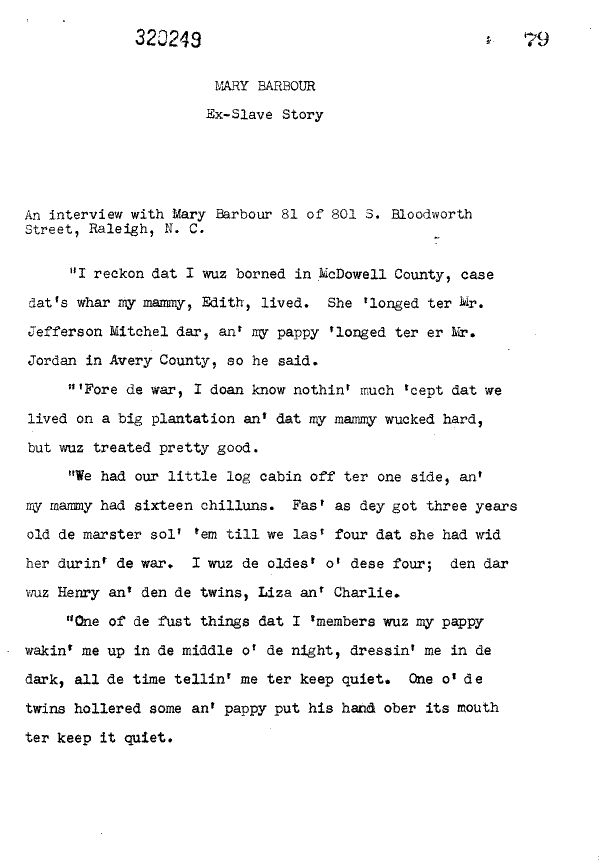 320249
79
MARY BARBOUR
Ex-Slave Story
An interview with Mary Barbour 81 of 801 S. Bloodworth
Street, Raleigh, N. C.
"I reckon dat I wuz borned in McDowell County, case
dat's whar my mammy, Edith, lived. She 'longed ter Mr.
Jefferson Mitchel dar, an' my pappy 'longed ter er Mr.
Jordan in Avery County, so he said.
"'Fore de war, I doan know nothin' much 'cept dat we
lived on a big plantation an' dat my mammy wucked hard,
but wuz treated pretty good.
"We had our little log cabin off ter one side, an'
my mammy had sixteen chilluns. Fas' as dey got three years
old de marster sol' 'em till we las' four dat she had wid
her durin' de war. I wuz de oldes' o' dese four; den dar
wuz Henry an' den de twins, Liza an' Charlie.
"One of de fust things dat I 'members wuz my pappy
wakin' me up in de middle o' de night, dressin' me in de
dark, all de time tellin' me ter keep quiet. One o' de
twins hollered some an' pappy put his hand ober its mouth
ter keep it quiet.